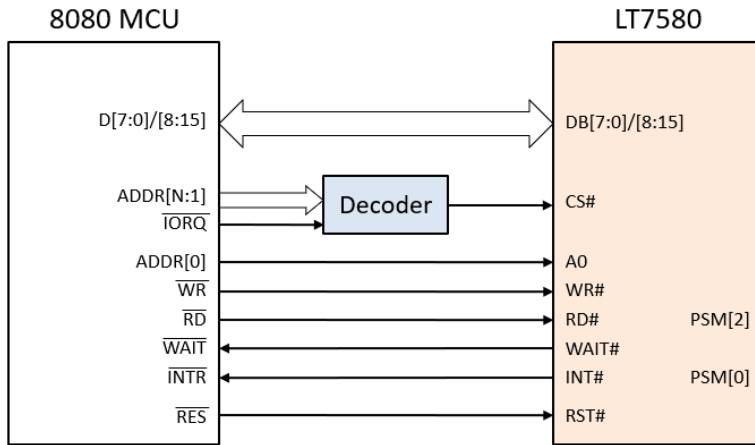 8080 MCU
LT7580
D[7:0]/[8:15]
DB[7:0]/[8:15]
ADDR[N:1]
Decoder
CS#
IORQ
ADDR[0]
A0
WR
WR#
RD
RD#
PSM[2]
WAIT
WAIT#
INTR
INT#
PSM[0]
RES
RST#